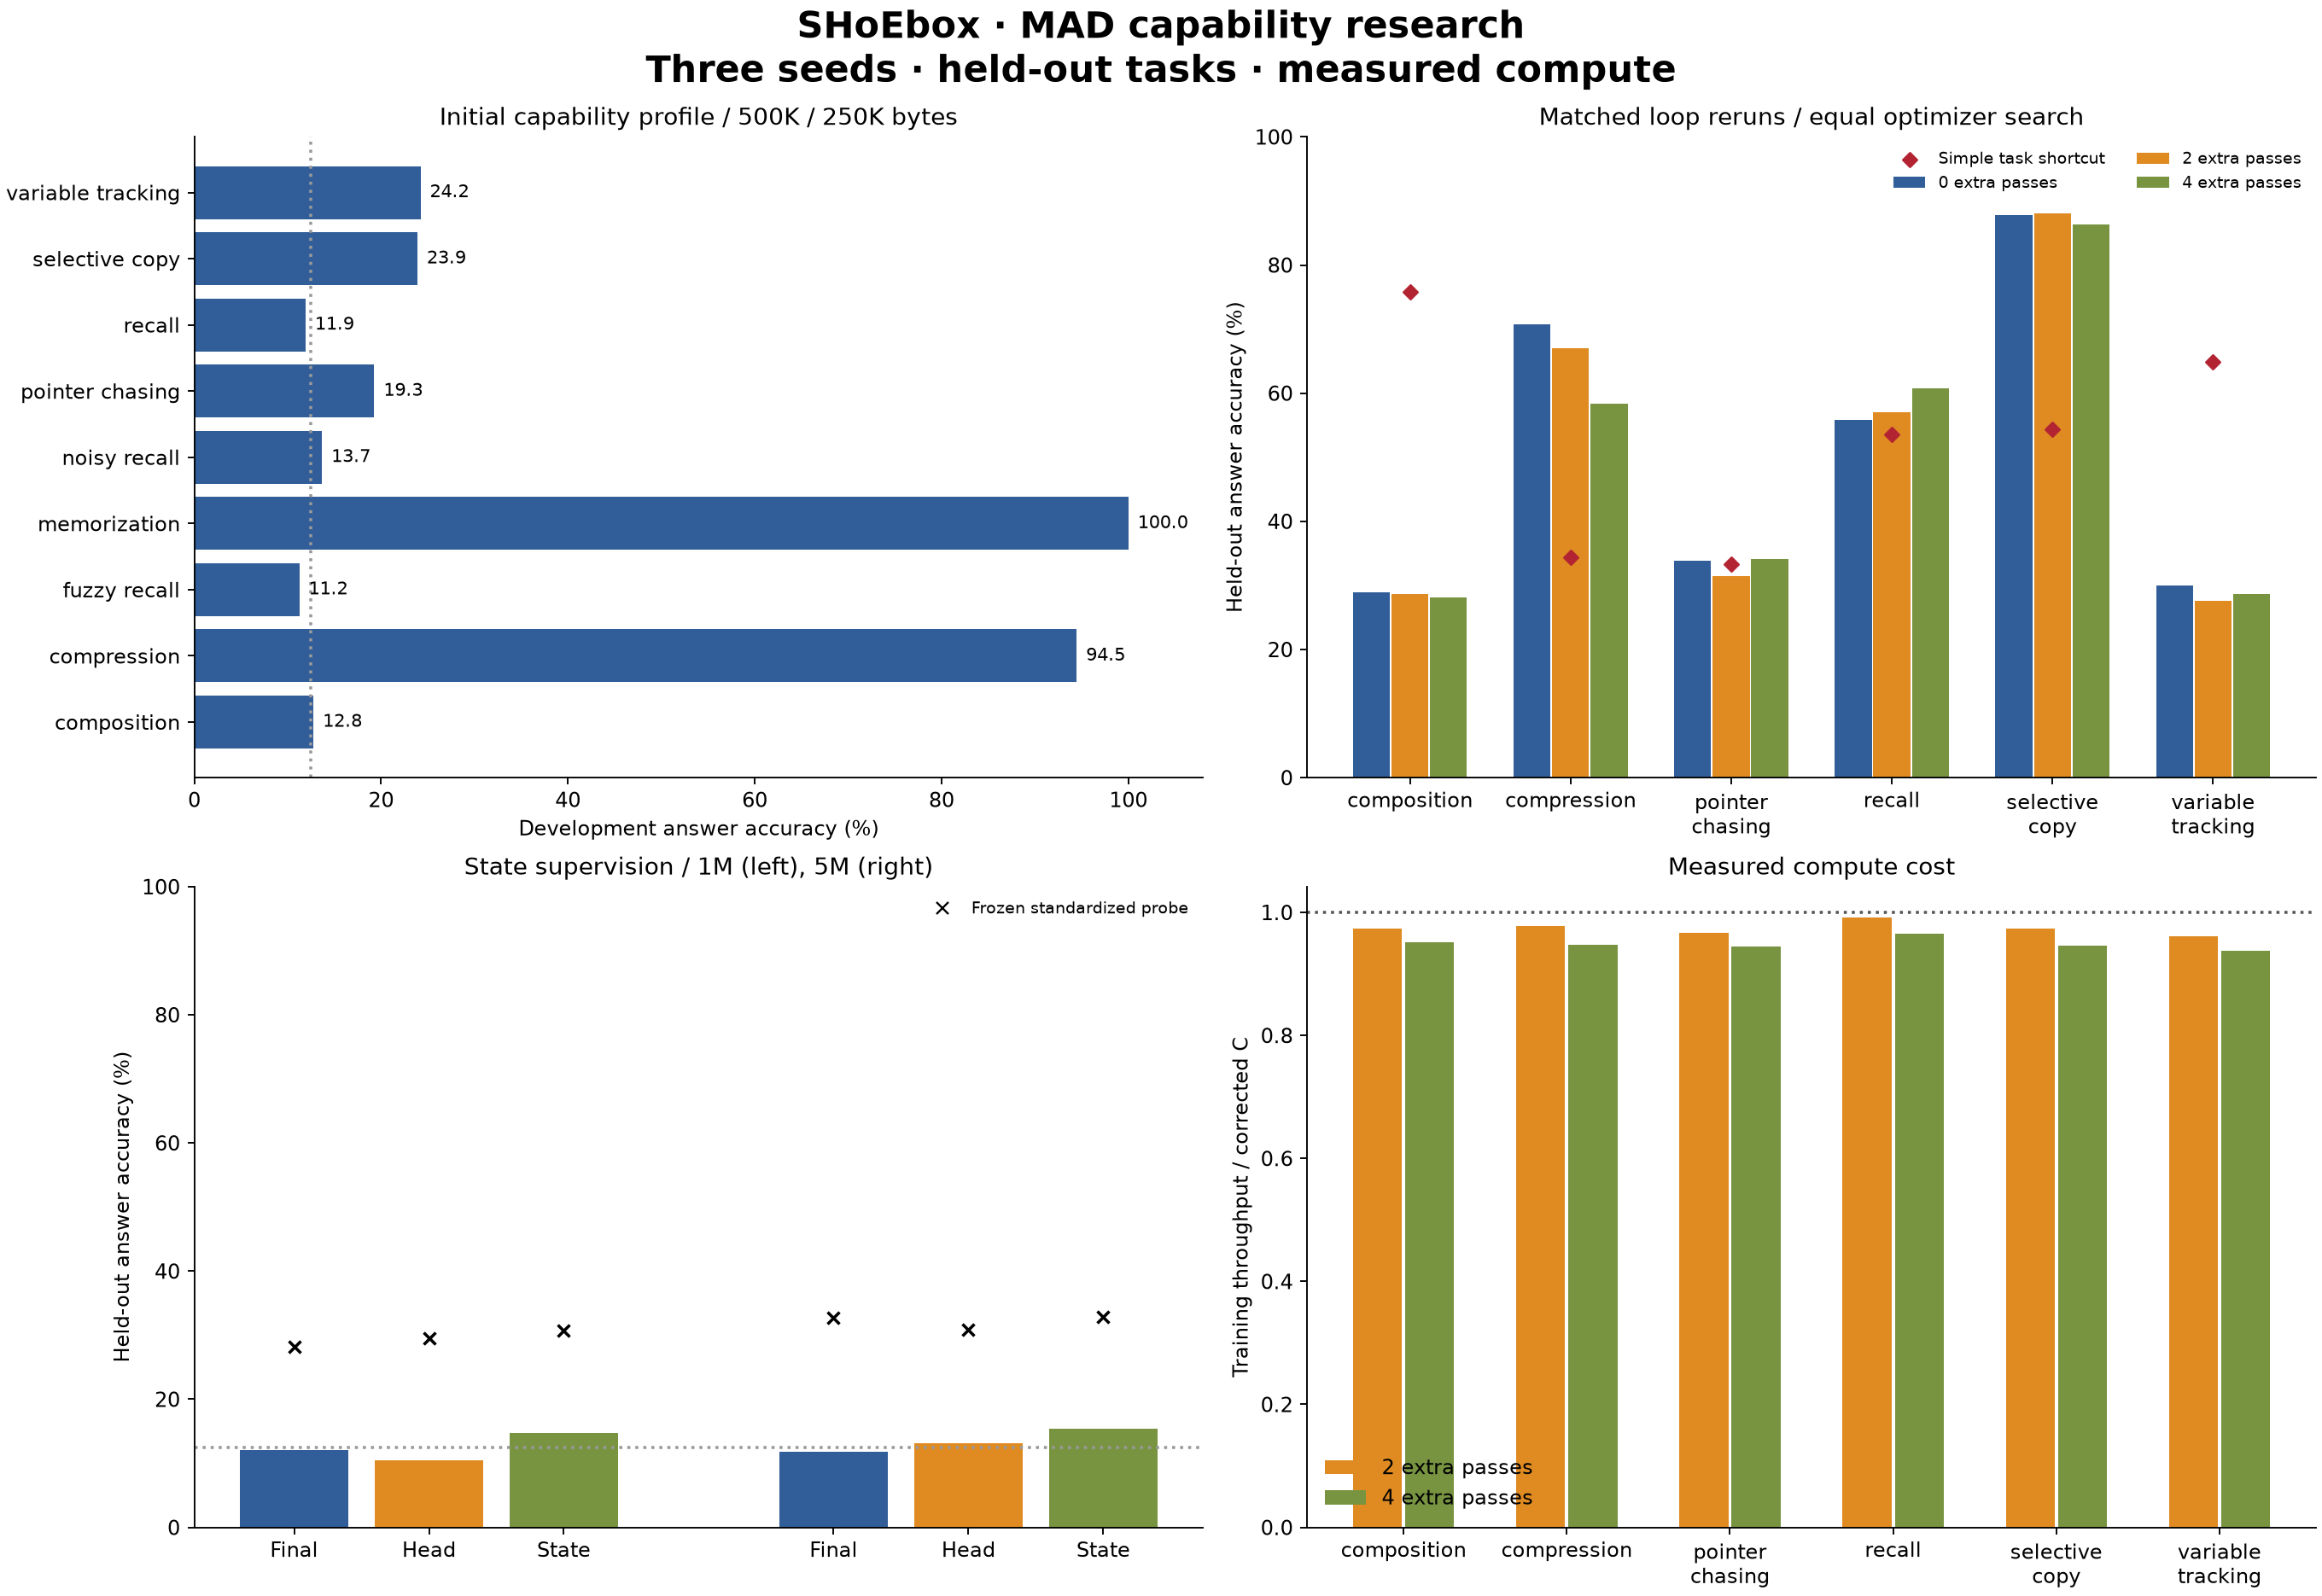 SHoEbox · MAD capability research
Three seeds · held-out tasks · measured compute
Initial capability profile / 500K / 250K bytes
variable tracking
24.2
selective copy
23.9
recall
11.9
pointer chasing
19.3
noisy recall
13.7
memorization
100.0
fuzzy recall
11.2
compression
94.5
composition
12.8
0
20
40
60
80
100
Development answer accuracy (%)
Matched loop reruns / equal optimizer search
Held-out answer accuracy (%)
100
80
60
40
20
0
Simple task shortcut
0 extra passes
2 extra passes
4 extra passes
composition
compression
pointer
chasing
recall
selective
copy
variable
tracking
State supervision / 1M (left), 5M (right)
Held-out answer accuracy (%)
100
80
60
40
20
0
Frozen standardized probe
Final
Head
State
Final
Head
State
Measured compute cost
Training throughput / corrected C
1.0
0.8
0.6
0.4
0.2
0.0
2 extra passes
4 extra passes
composition
compression
pointer
chasing
recall
selective
copy
variable
tracking